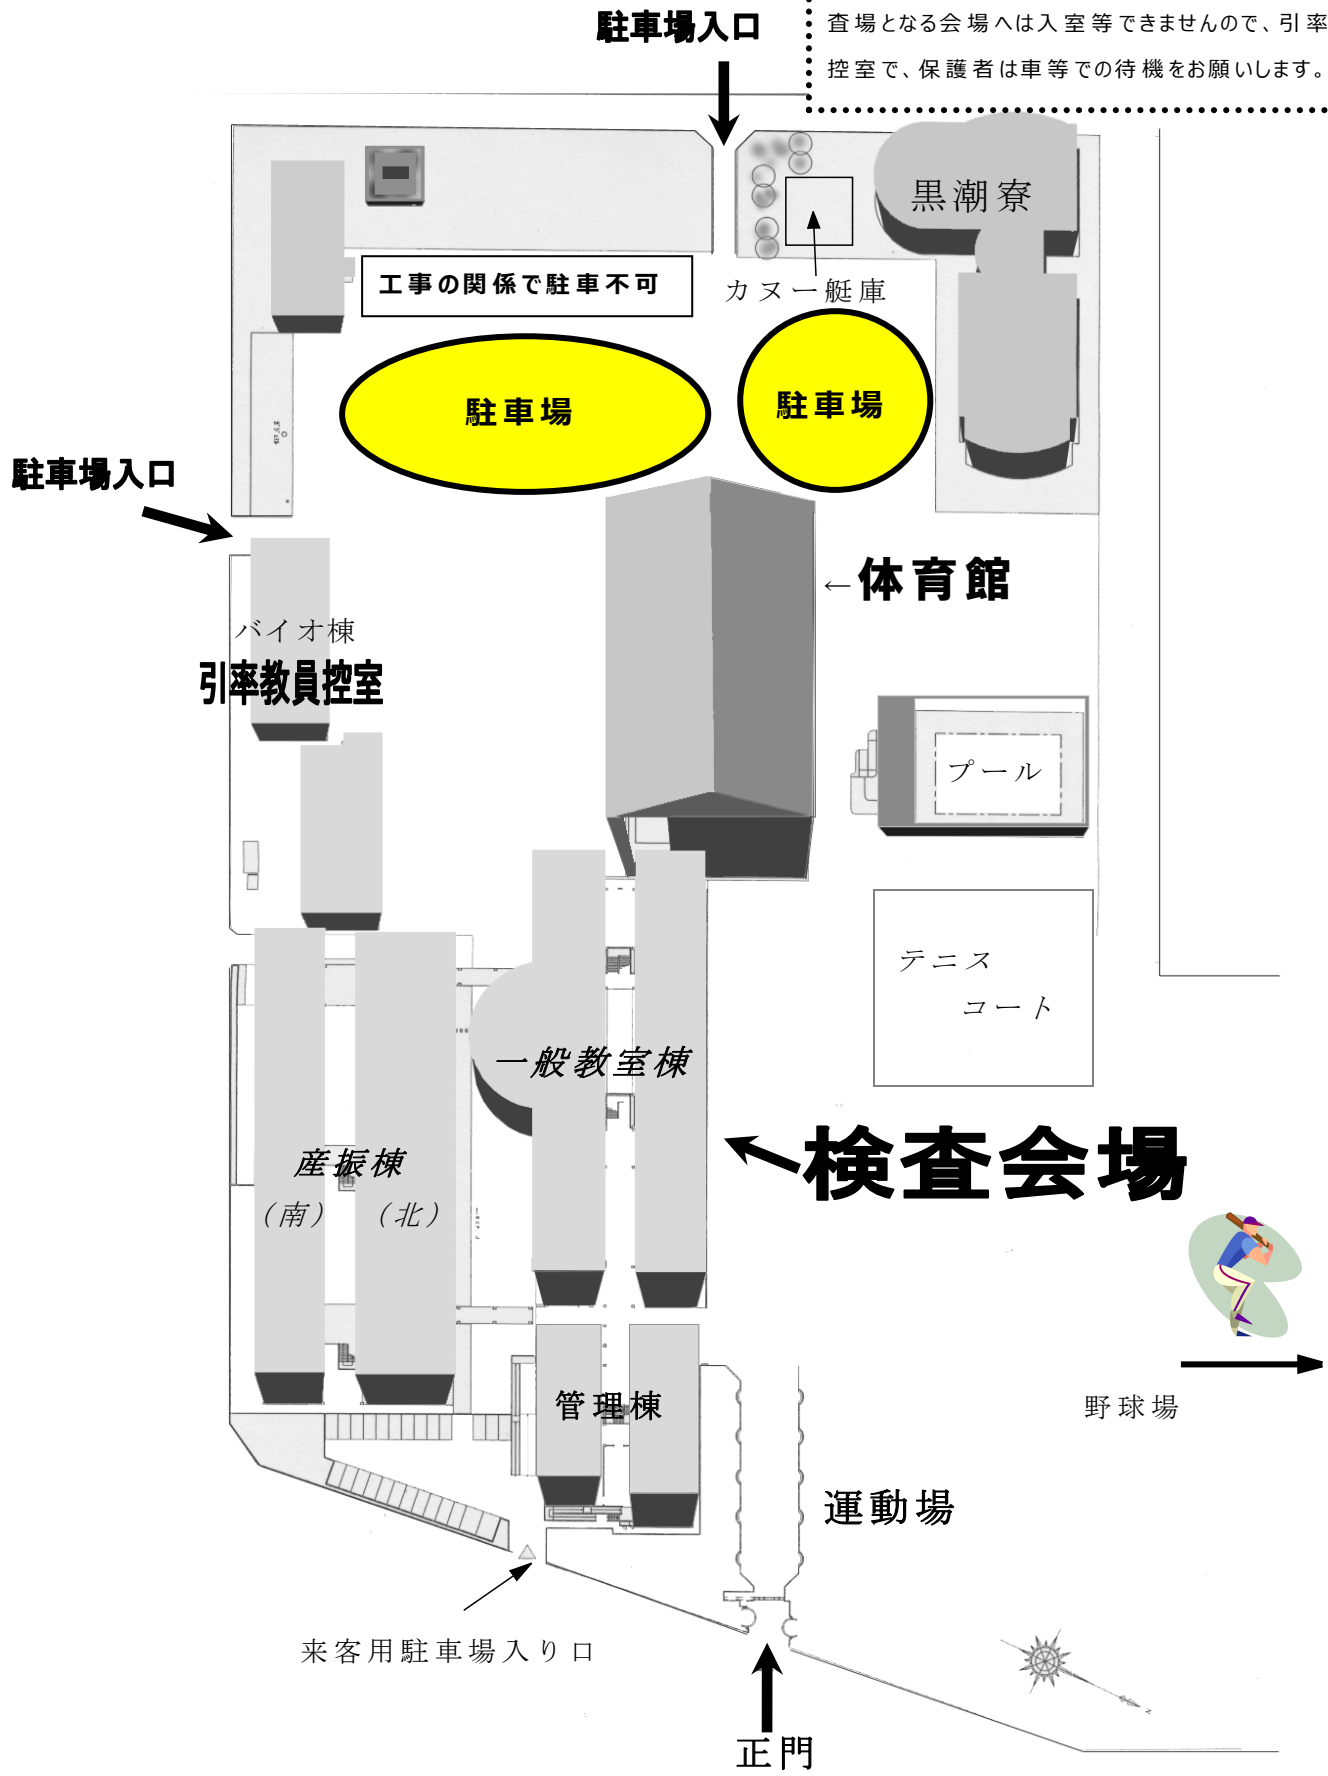 駐車場入口
査場となる会場へは入室等できませんので、引率
控室で、保護者は車等での待機をお願いします。
黒潮寮
工事の関係で駐車不可
カヌー艇庫
駐車場
駐車場
駐車場入口
←体育館
バイオ棟
引率教員控室
プール
テニス
コート
一般教室棟
検査会場
産振棟
（南）
（北）
管理棟
野球場
運動場
来客用駐車場入り口
正門
N